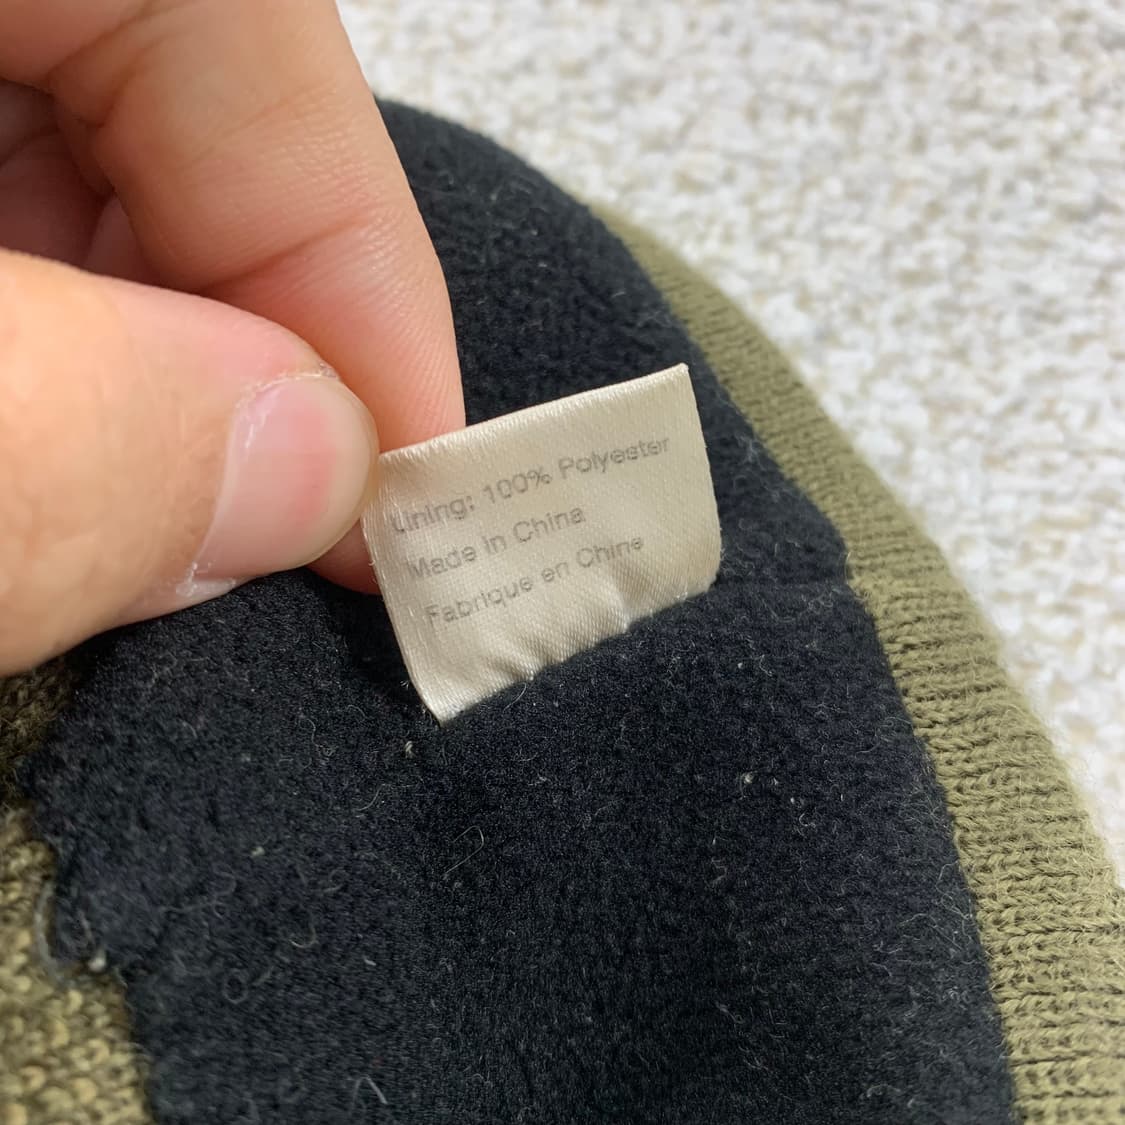 Lining: 100% Polyester
Made in China
Fabrique en Chine